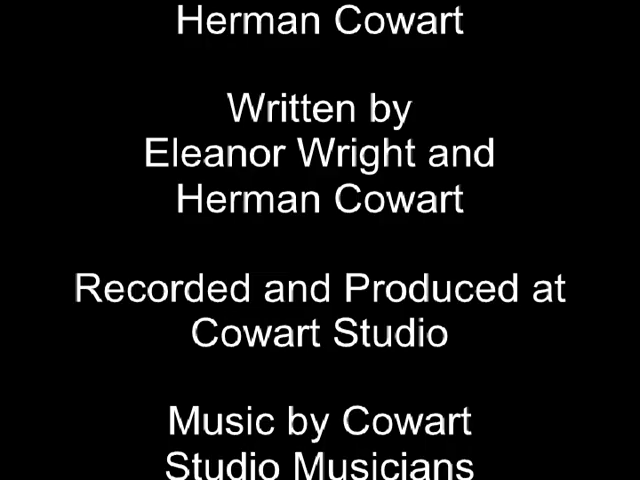 Herman Cowart
Written by
Eleanor Wright and
Herman Cowart
Recorded and Produced at
Cowart Studio
Music by Cowart
Studio Musicians